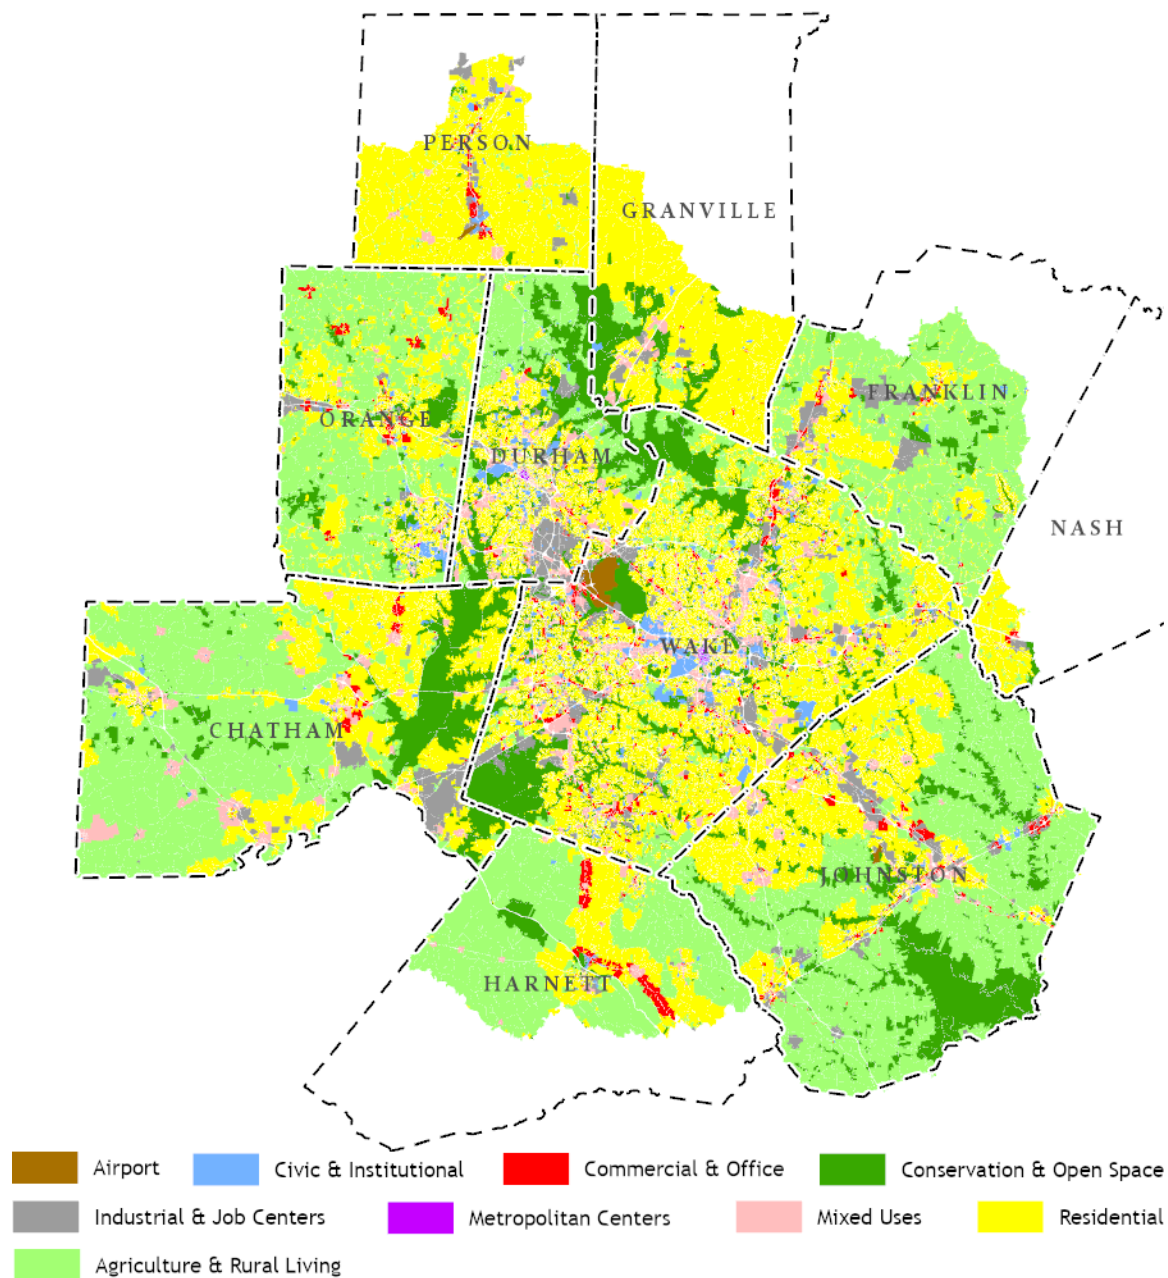 PERSON
GRANVILLE
FRANKLIN
ORANGE
DURHAM
NASH
WAKE
CHATHAM
JOHNSTON
HARNETT
Airport
Civic & Institutional
Commercial & Office
Conservation & Open Space
Industrial & Job Centers
Metropolitan Centers
Mixed Uses
Residential
Agriculture & Rural Living